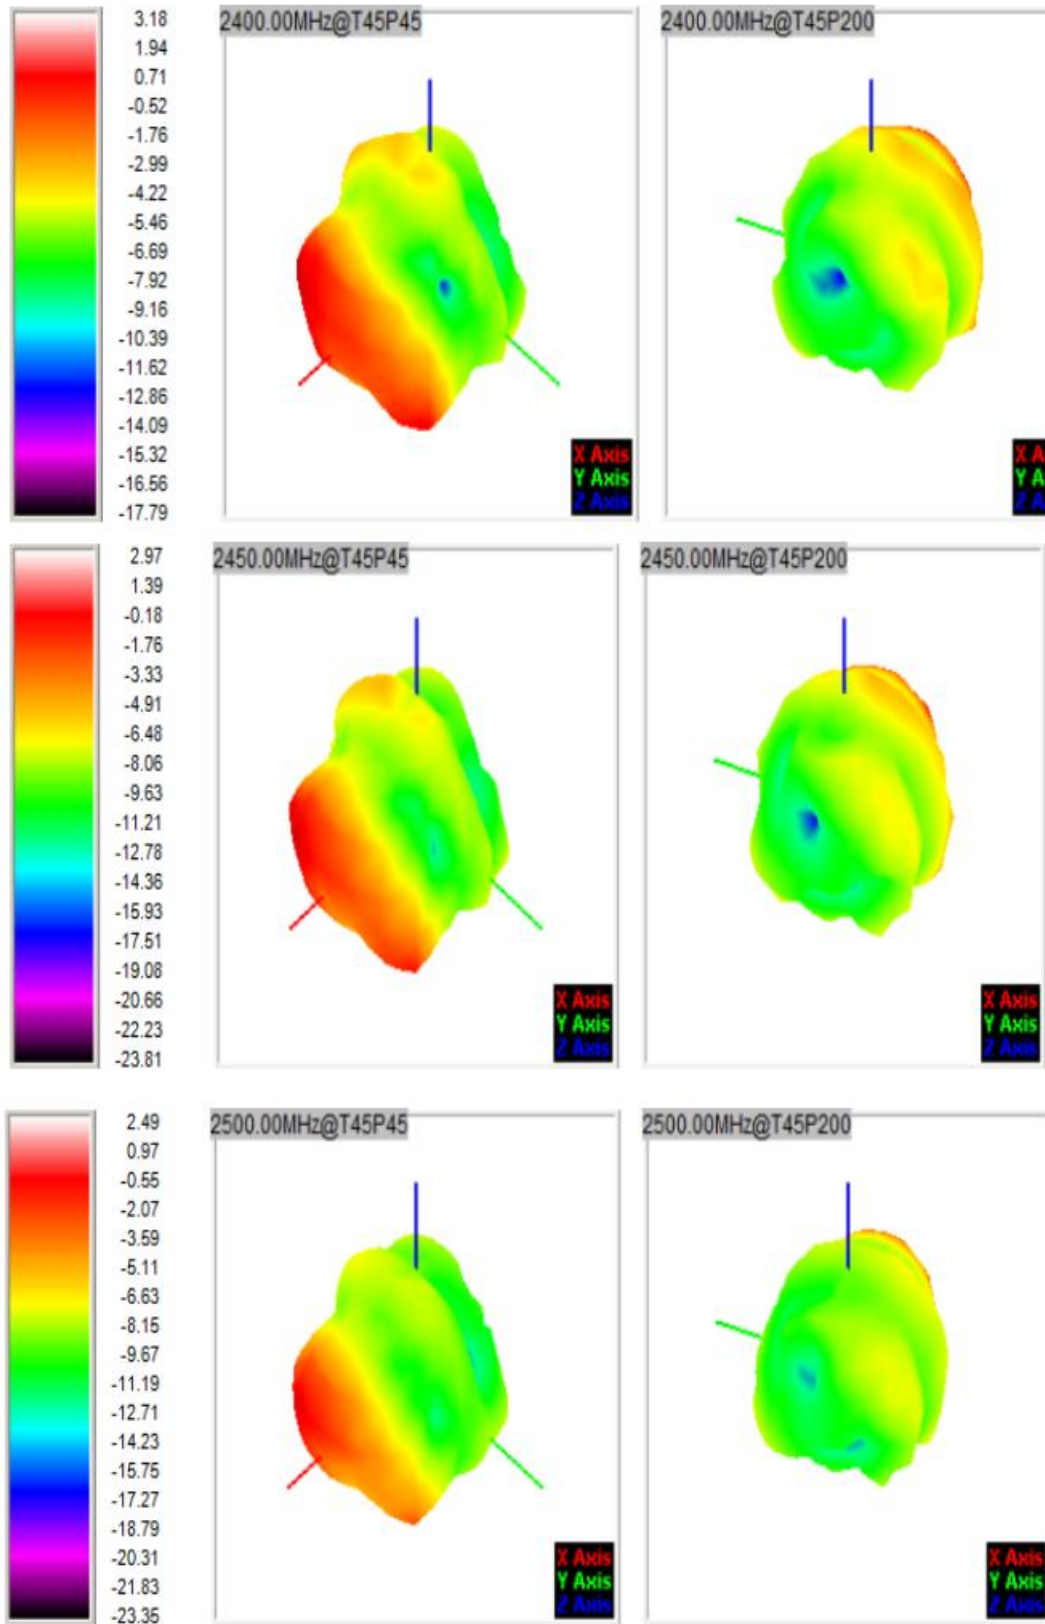 3.18
1.94
0.71
-0.52
-1.76
-2.99
-4.22
-5.46
-6.69
-7.92
-9.16
-10.39
-11.62
-12.86
-14.09
-15.32
-16.56
-17.79
2400.00MHz@T45P45
X Axis
Y Axis
Z Axis
2400.00MHz@T45P200
X A
Y A
Z A
2.97
1.39
-0.18
-1.76
-3.33
-4.91
-6.48
-8.06
-9.63
-11.21
-12.78
-14.36
-15.93
-17.51
-19.08
-20.66
-22.23
-23.81
2450.00MHz@T45P45
X Axis
Y Axis
Z Axis
2450.00MHz@T45P200
X Axis
Y Axis
Z Axis
2.49
0.97
-0.55
-2.07
-3.59
-5.11
-6.63
-8.15
-9.67
-11.19
-12.71
-14.23
-15.75
-17.27
-18.79
-20.31
-21.83
-23.35
2500.00MHz@T45P45
X Axis
Y Axis
Z Axis
2500.00MHz@T45P200
X Axis
Y Axis
Z Axis